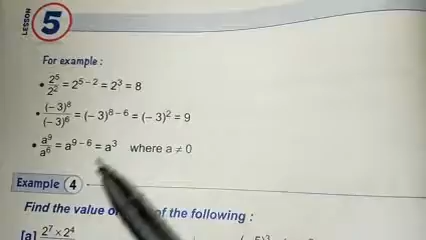 LESSON
5
For example :
• 2⁵/2² = 2⁵⁻² = 2³ = 8
• (– 3)⁸/(– 3)⁶ = (– 3)⁸⁻⁶ = (– 3)² = 9
• a⁹/a⁶ = a⁹⁻⁶ = a³ where a ≠ 0
Example 4
Find the value of the following :
[a] 2⁷ × 2⁴